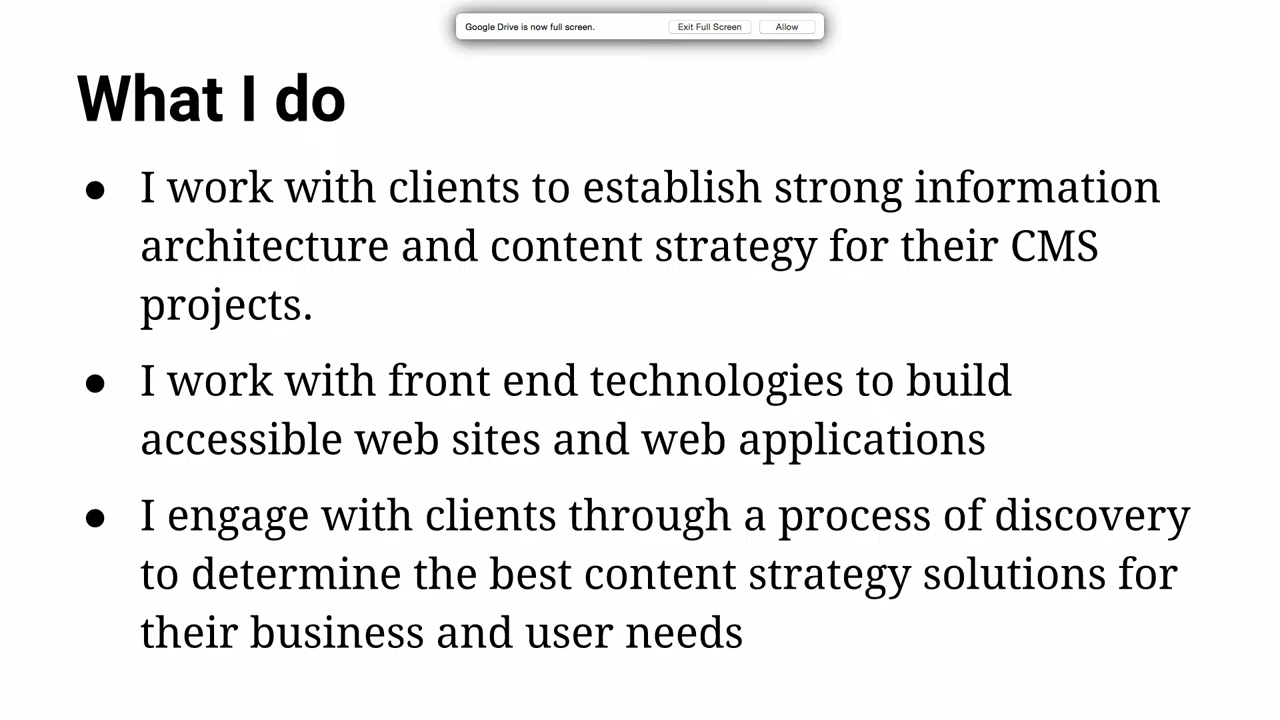 Google Drive is now full screen. Exit Full Screen Allow
What I do
● I work with clients to establish strong information
architecture and content strategy for their CMS
projects.
● I work with front end technologies to build
accessible web sites and web applications
● I engage with clients through a process of discovery
to determine the best content strategy solutions for
their business and user needs